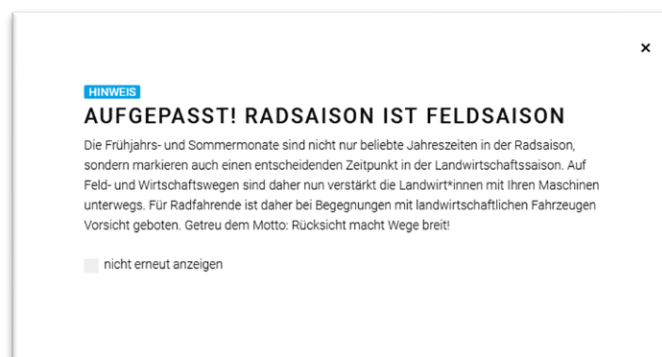 ×
HINWEIS
AUFGEPASST! RADSAISON IST FELDSAISON
Die Frühjahrs- und Sommermonate sind nicht nur beliebte Jahreszeiten in der Radsaison,
sondern markieren auch einen entscheidenden Zeitpunkt in der Landwirtschaftssaison. Auf
Feld- und Wirtschaftswegen sind daher nun verstärkt die Landwirt*innen mit Ihren Maschinen
unterwegs. Für Radfahrende ist daher bei Begegnungen mit landwirtschaftlichen Fahrzeugen
Vorsicht geboten. Getreu dem Motto: Rücksicht macht Wege breit!
nicht erneut anzeigen